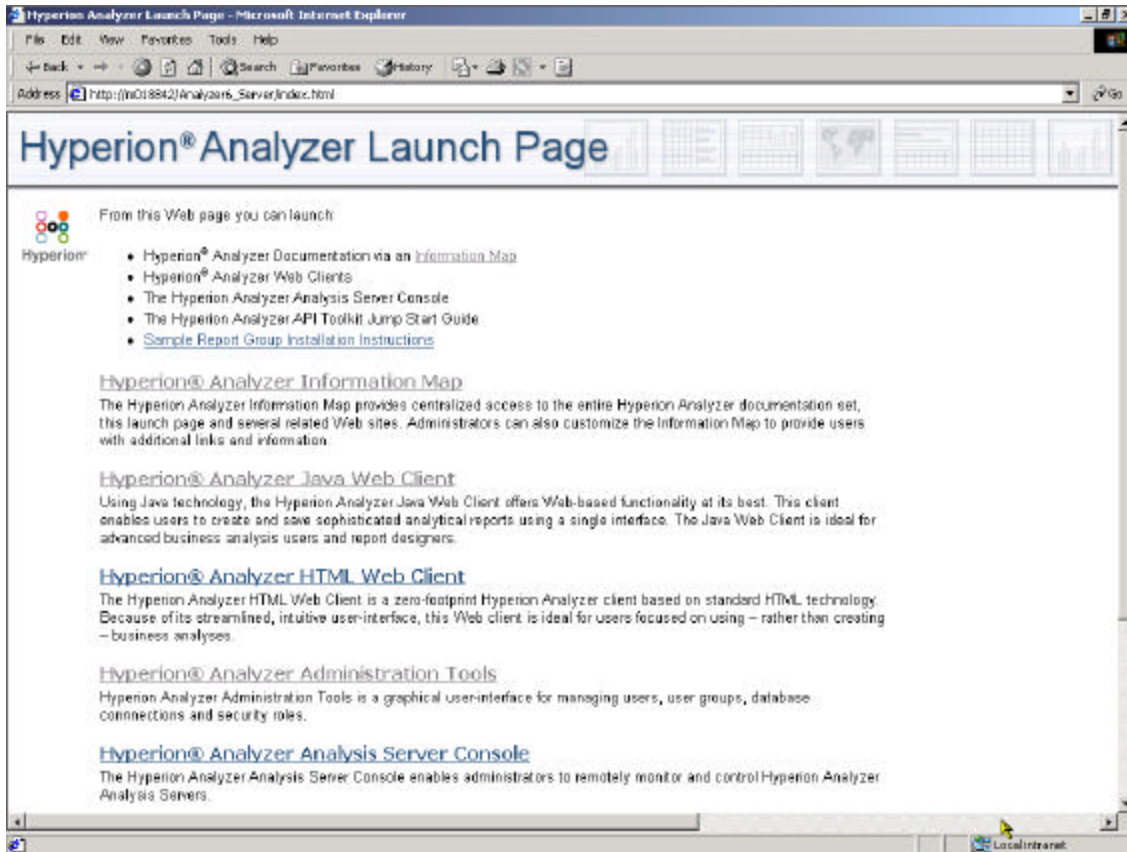 Hyperion Analyzer Launch Page - Microsoft Internet Explorer
File Edit View Favorites Tools Help
Back Search Favorites History
Address http://m018842/Analyzer6_Server/index.html Go
Hyperion® Analyzer Launch Page
From this Web page you can launch:
Hyperion
• Hyperion® Analyzer Documentation via an Information Map
• Hyperion® Analyzer Web Clients
• The Hyperion Analyzer Analysis Server Console
• The Hyperion Analyzer API Toolkit Jump Start Guide
• Sample Report Group Installation Instructions
Hyperion® Analyzer Information Map
The Hyperion Analyzer Information Map provides centralized access to the entire Hyperion Analyzer documentation set,
this launch page and several related Web sites. Administrators can also customize the Information Map to provide users
with additional links and information.
Hyperion® Analyzer Java Web Client
Using Java technology, the Hyperion Analyzer Java Web Client offers Web-based functionality at its best. This client
enables users to create and save sophisticated analytical reports using a single interface. The Java Web Client is ideal for
advanced business analysis users and report designers.
Hyperion® Analyzer HTML Web Client
The Hyperion Analyzer HTML Web Client is a zero-footprint Hyperion Analyzer client based on standard HTML technology.
Because of its streamlined, intuitive user-interface, this Web client is ideal for users focused on using – rather than creating
– business analyses.
Hyperion® Analyzer Administration Tools
Hyperion Analyzer Administration Tools is a graphical user-interface for managing users, user groups, database
connnections and security roles.
Hyperion® Analyzer Analysis Server Console
The Hyperion Analyzer Analysis Server Console enables administrators to remotely monitor and control Hyperion Analyzer
Analysis Servers.
Local intranet